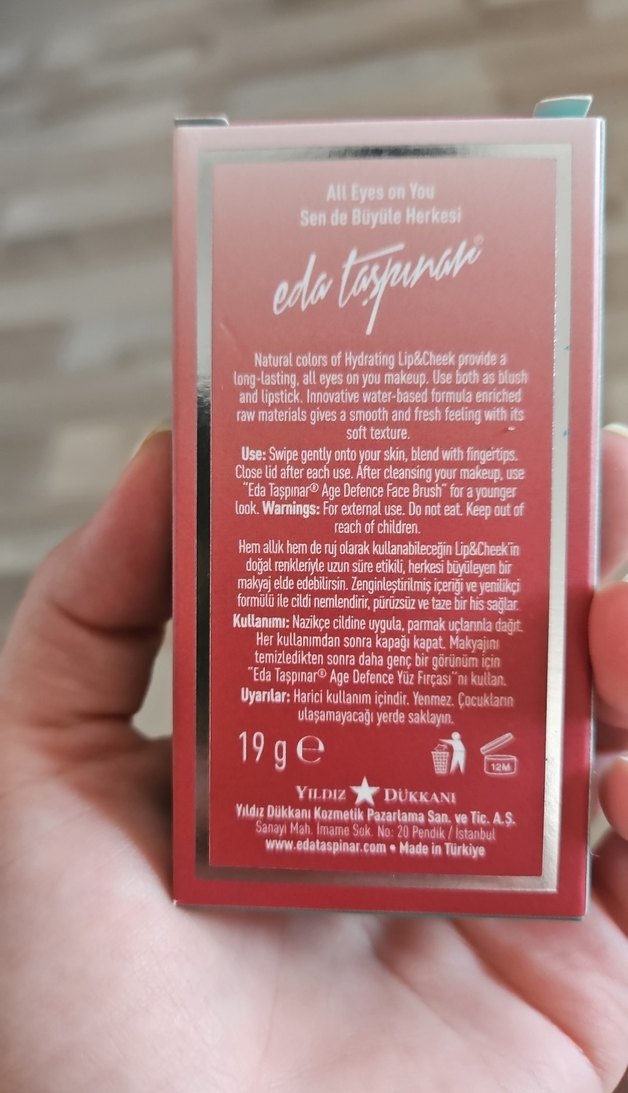 All Eyes on You
Sen de Büyüle Herkesi
eda taşpınar®
Natural colors of Hydrating Lip&Cheek provide a
long-lasting, all eyes on you makeup. Use both as blush
and lipstick. Innovative water-based formula enriched
raw materials gives a smooth and fresh feeling with its
soft texture.
Use: Swipe gently onto your skin, blend with fingertips.
Close lid after each use. After cleansing your makeup, use
"Eda Taşpınar® Age Defence Face Brush" for a younger
look. Warnings: For external use. Do not eat. Keep out of
reach of children.
Hem allık hem de ruj olarak kullanabileceğin Lip&Cheek'in
doğal renkleriyle uzun süre etikili, herkesi büyüleyen bir
makyaj elde edebilirsin. Zenginleştirilmiş içeriği ve yenilikçi
formülü ile cildi nemlendirir, pürüzsüz ve taze bir his sağlar.
Kullanımı: Nazikçe cildine uygula, parmak uçlarınla dağıt.
Her kullanımdan sonra kapağı kapat. Makyajını
temizledikten sonra daha genç bir görünüm için
"Eda Taşpınar® Age Defence Yüz Fırçası"nı kullan.
Uyarılar: Harici kullanım içindir. Yenmez. Çocukların
ulaşamayacağı yerde saklayın.
19 g ℮
12M
YILDIZ ★ DÜKKANI
Yıldız Dükkanı Kozmetik Pazarlama San. ve Tic. A.Ş.
Sanayi Mah. İmame Sok. No: 20 Pendik / İstanbul
www.edataspinar.com • Made in Türkiye